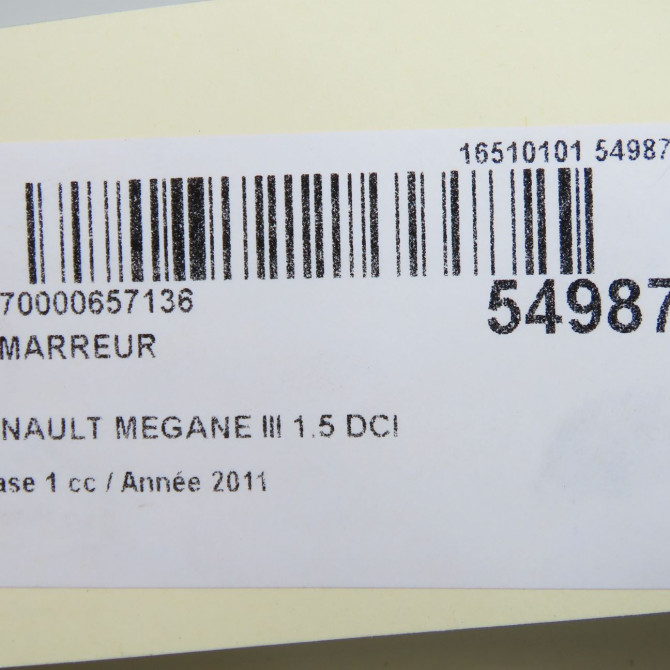 16510101 54987
70000657136
54987
MARREUR
NAULT MEGANE III 1.5 DCI
ase 1 cc / Année 2011